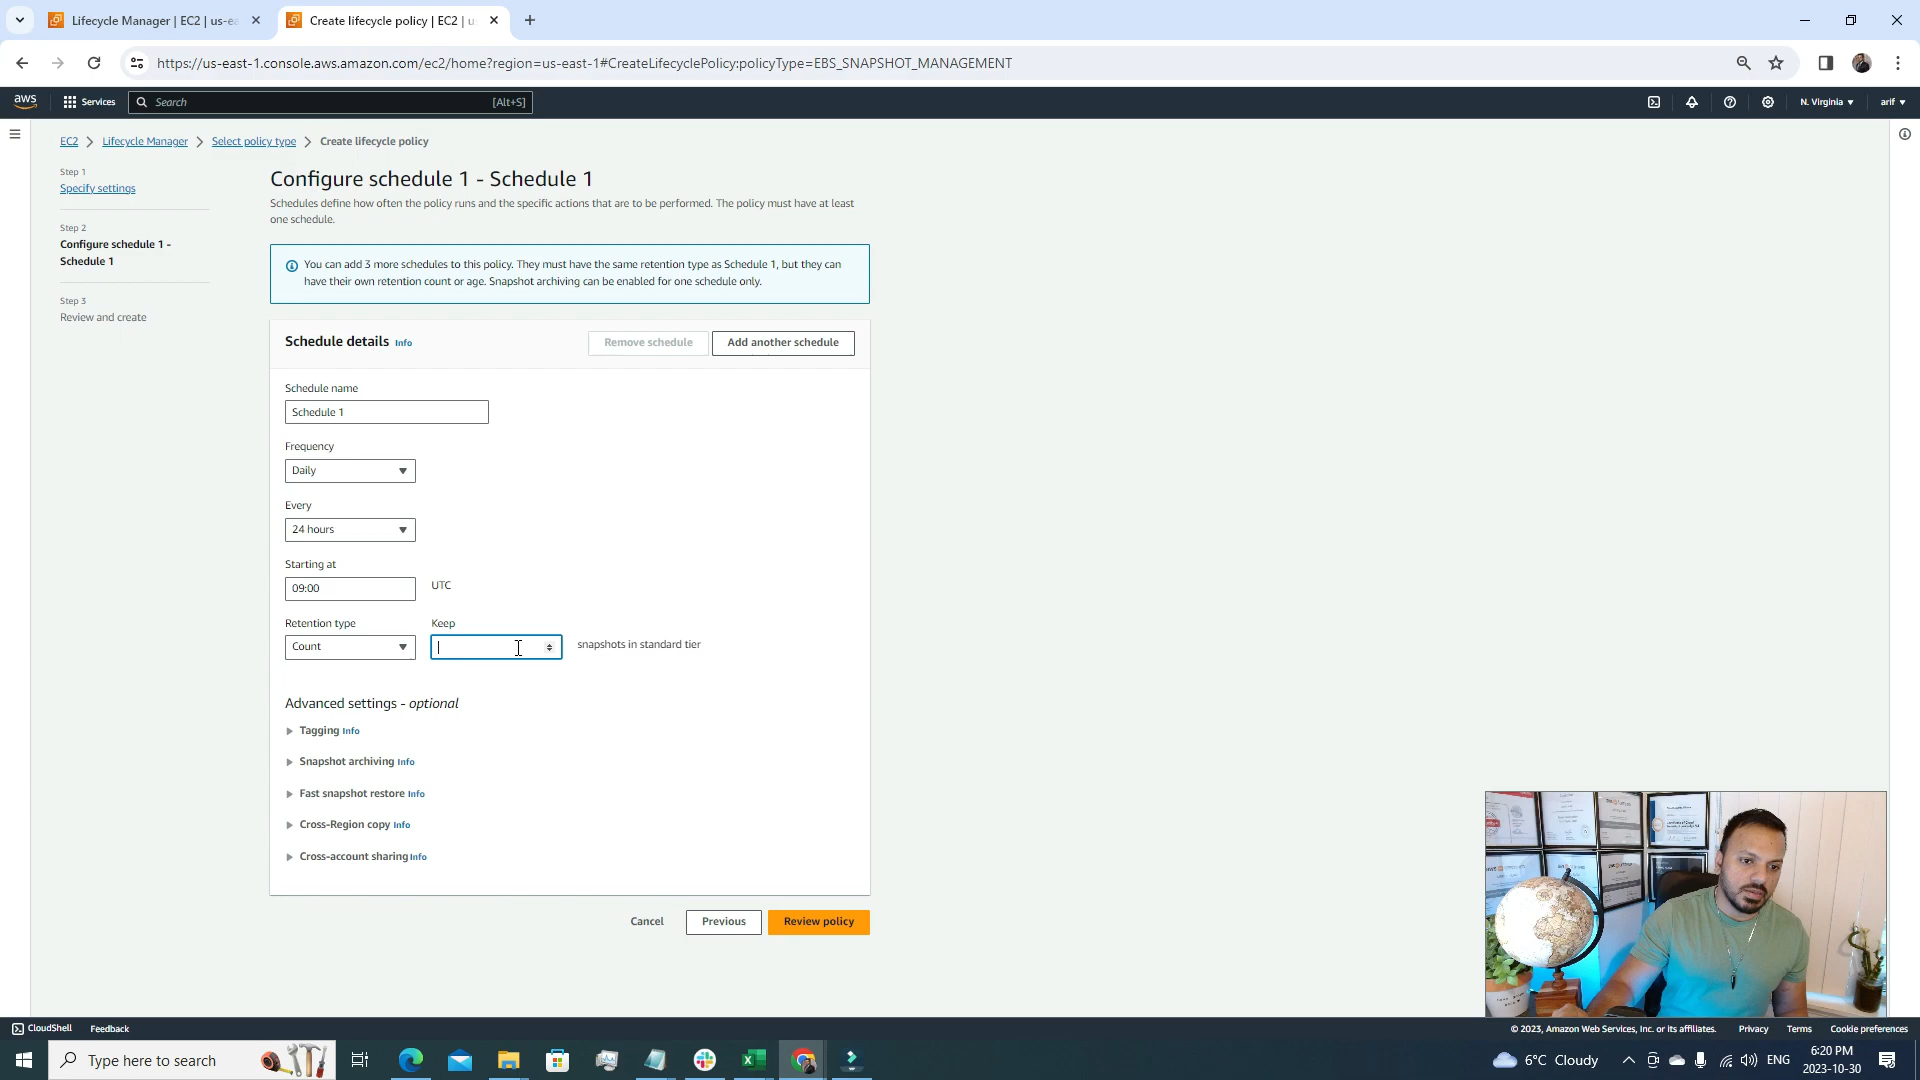 Lifecycle Manager | EC2 | us-ea
Create lifecycle policy | EC2 | u
https://us-east-1.console.aws.amazon.com/ec2/home?region=us-east-1#CreateLifecyclePolicy:policyType=EBS_SNAPSHOT_MANAGEMENT
aws
Services
Search
[Alt+S]
N. Virginia
arif
EC2
Lifecycle Manager
Select policy type
Create lifecycle policy
Step 1
Specify settings
Step 2
Configure schedule 1 -
Schedule 1
Step 3
Review and create
Configure schedule 1 - Schedule 1
Schedules define how often the policy runs and the specific actions that are to be performed. The policy must have at least
one schedule.
You can add 3 more schedules to this policy. They must have the same retention type as Schedule 1, but they can
have their own retention count or age. Snapshot archiving can be enabled for one schedule only.
Schedule details Info
Remove schedule
Add another schedule
Schedule name
Schedule 1
Frequency
Daily
Every
24 hours
Starting at
09:00
UTC
Retention type
Keep
Count
snapshots in standard tier
Advanced settings - optional
Tagging Info
Snapshot archiving Info
Fast snapshot restore Info
Cross-Region copy Info
Cross-account sharing Info
Cancel
Previous
Review policy
CloudShell
Feedback
© 2023, Amazon Web Services, Inc. or its affiliates.
Privacy
Terms
Cookie preferences
Type here to search
6°C Cloudy
ENG
6:20 PM
2023-10-30